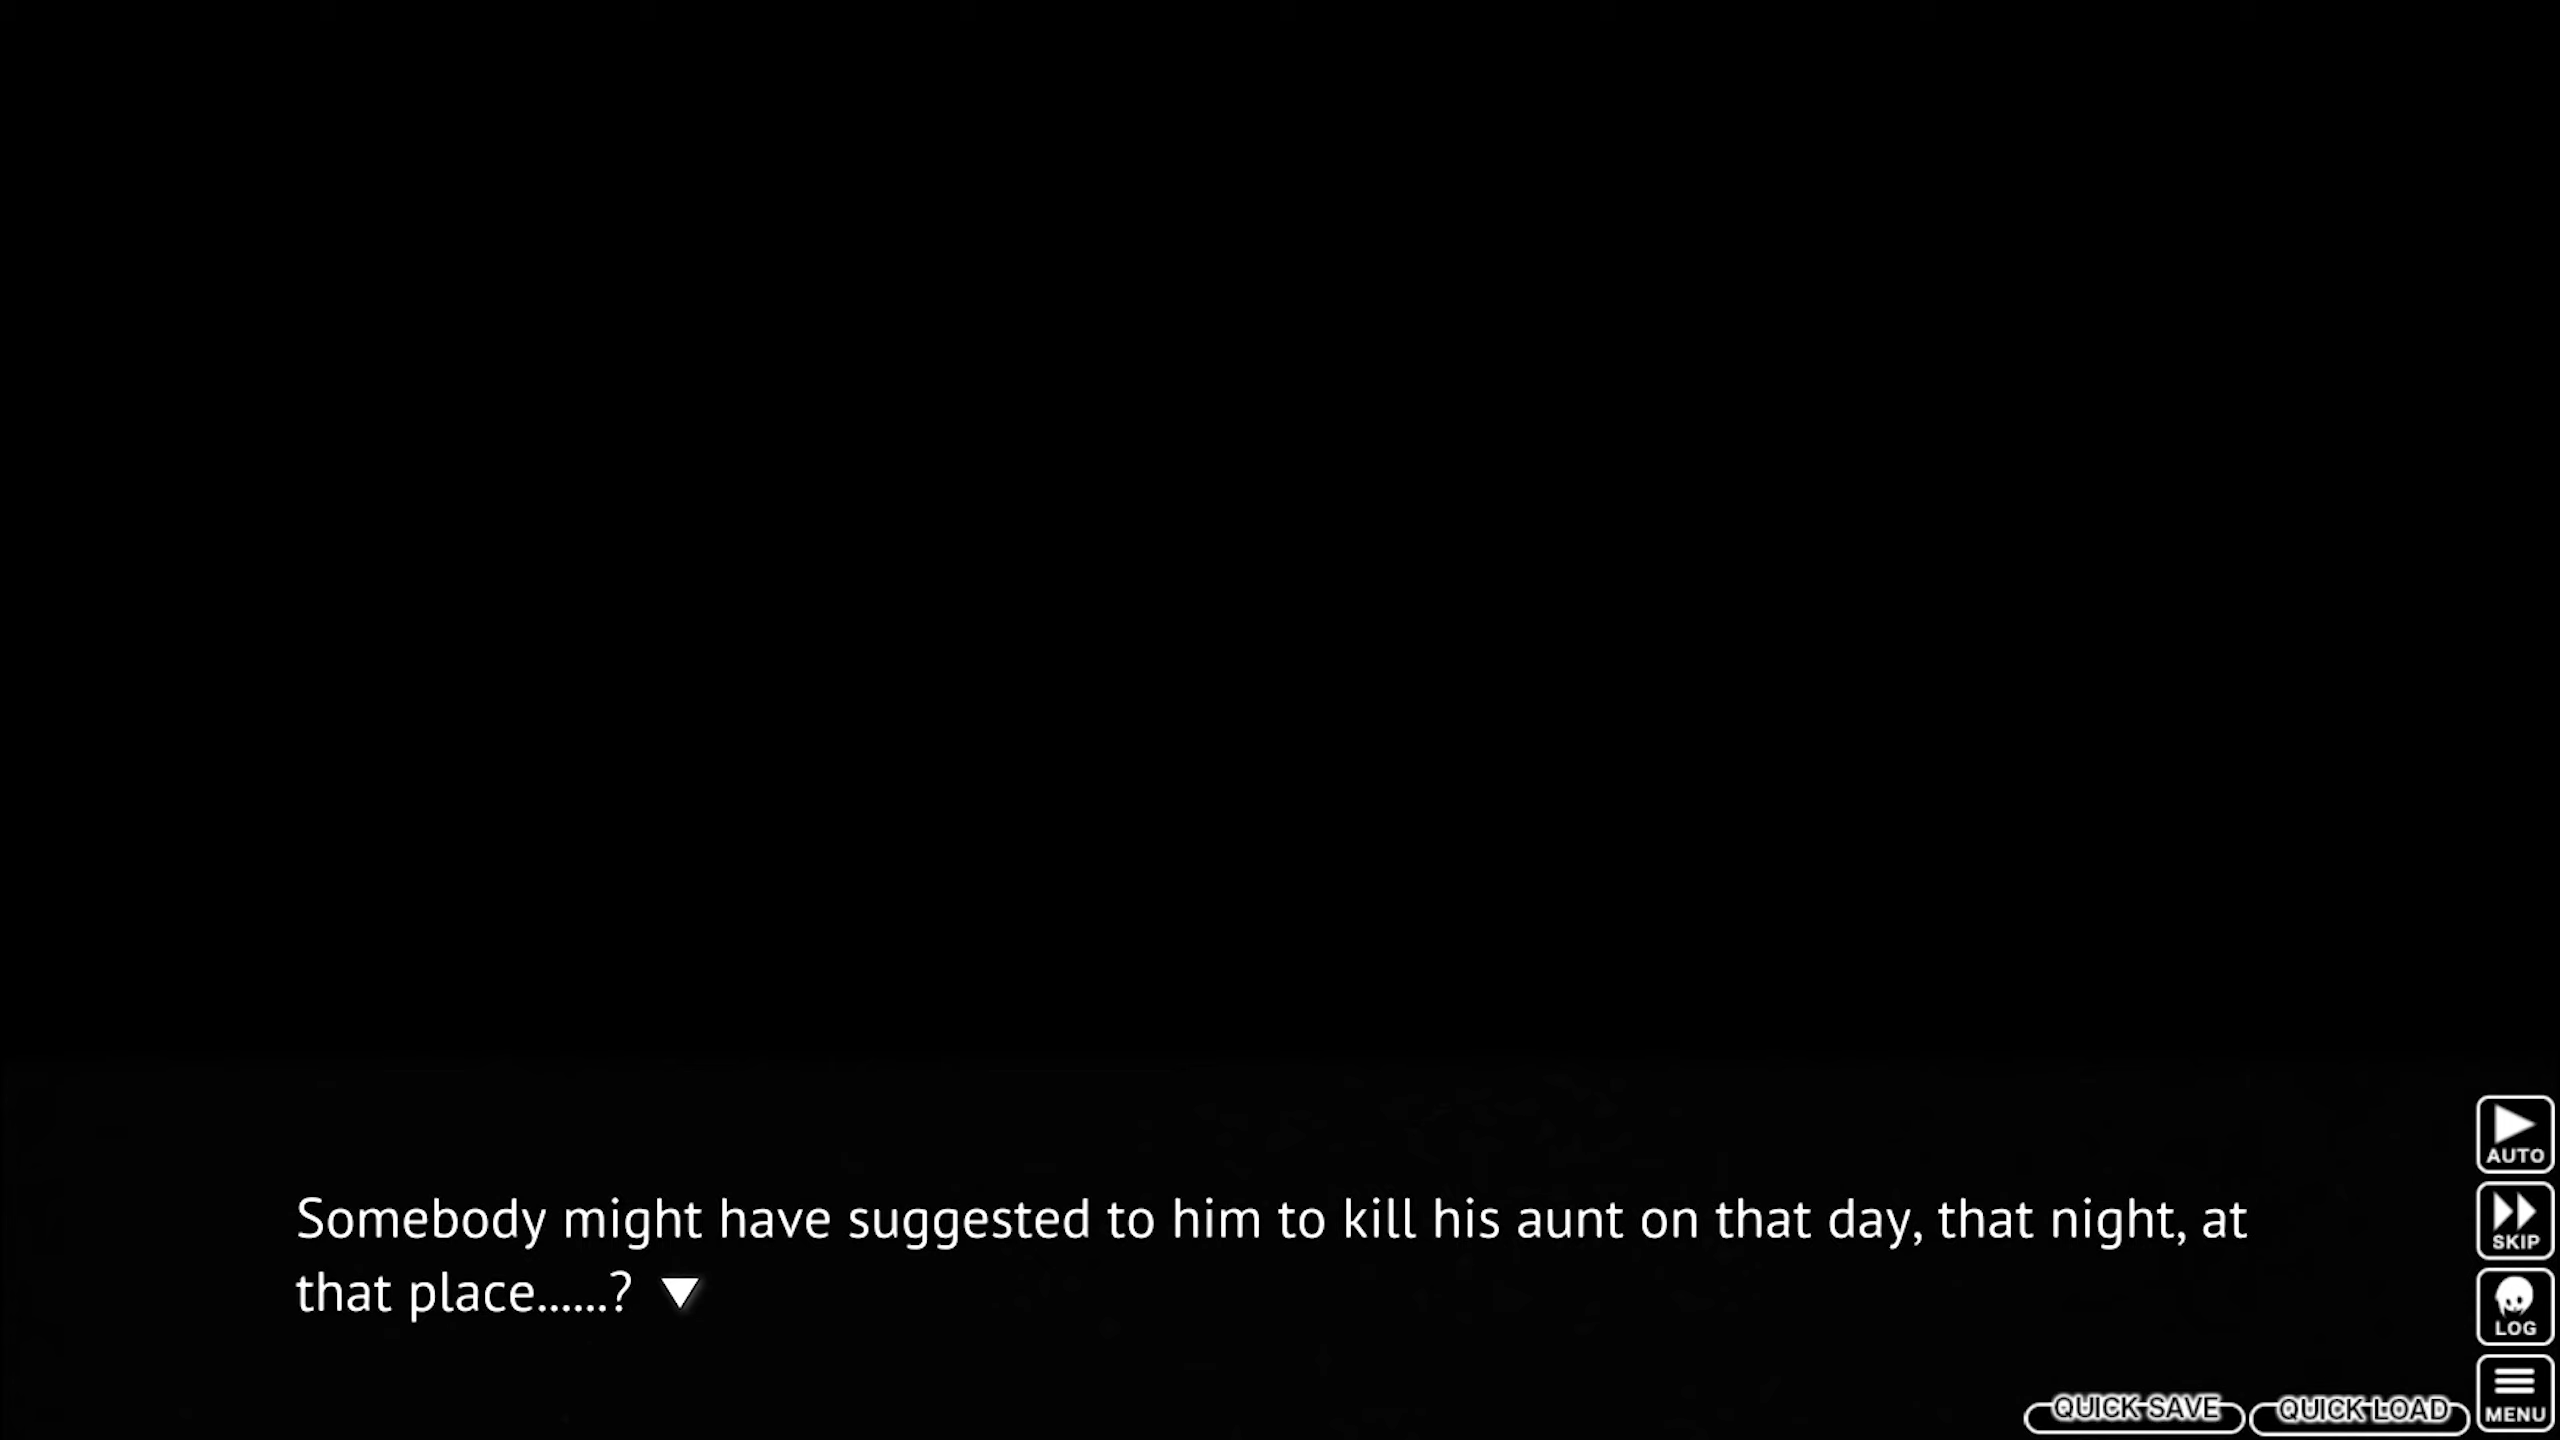 Somebody might have suggested to him to kill his aunt on that day, that night, at
that place......?
AUTO
SKIP
LOG
MENU
QUICK SAVE
QUICK LOAD